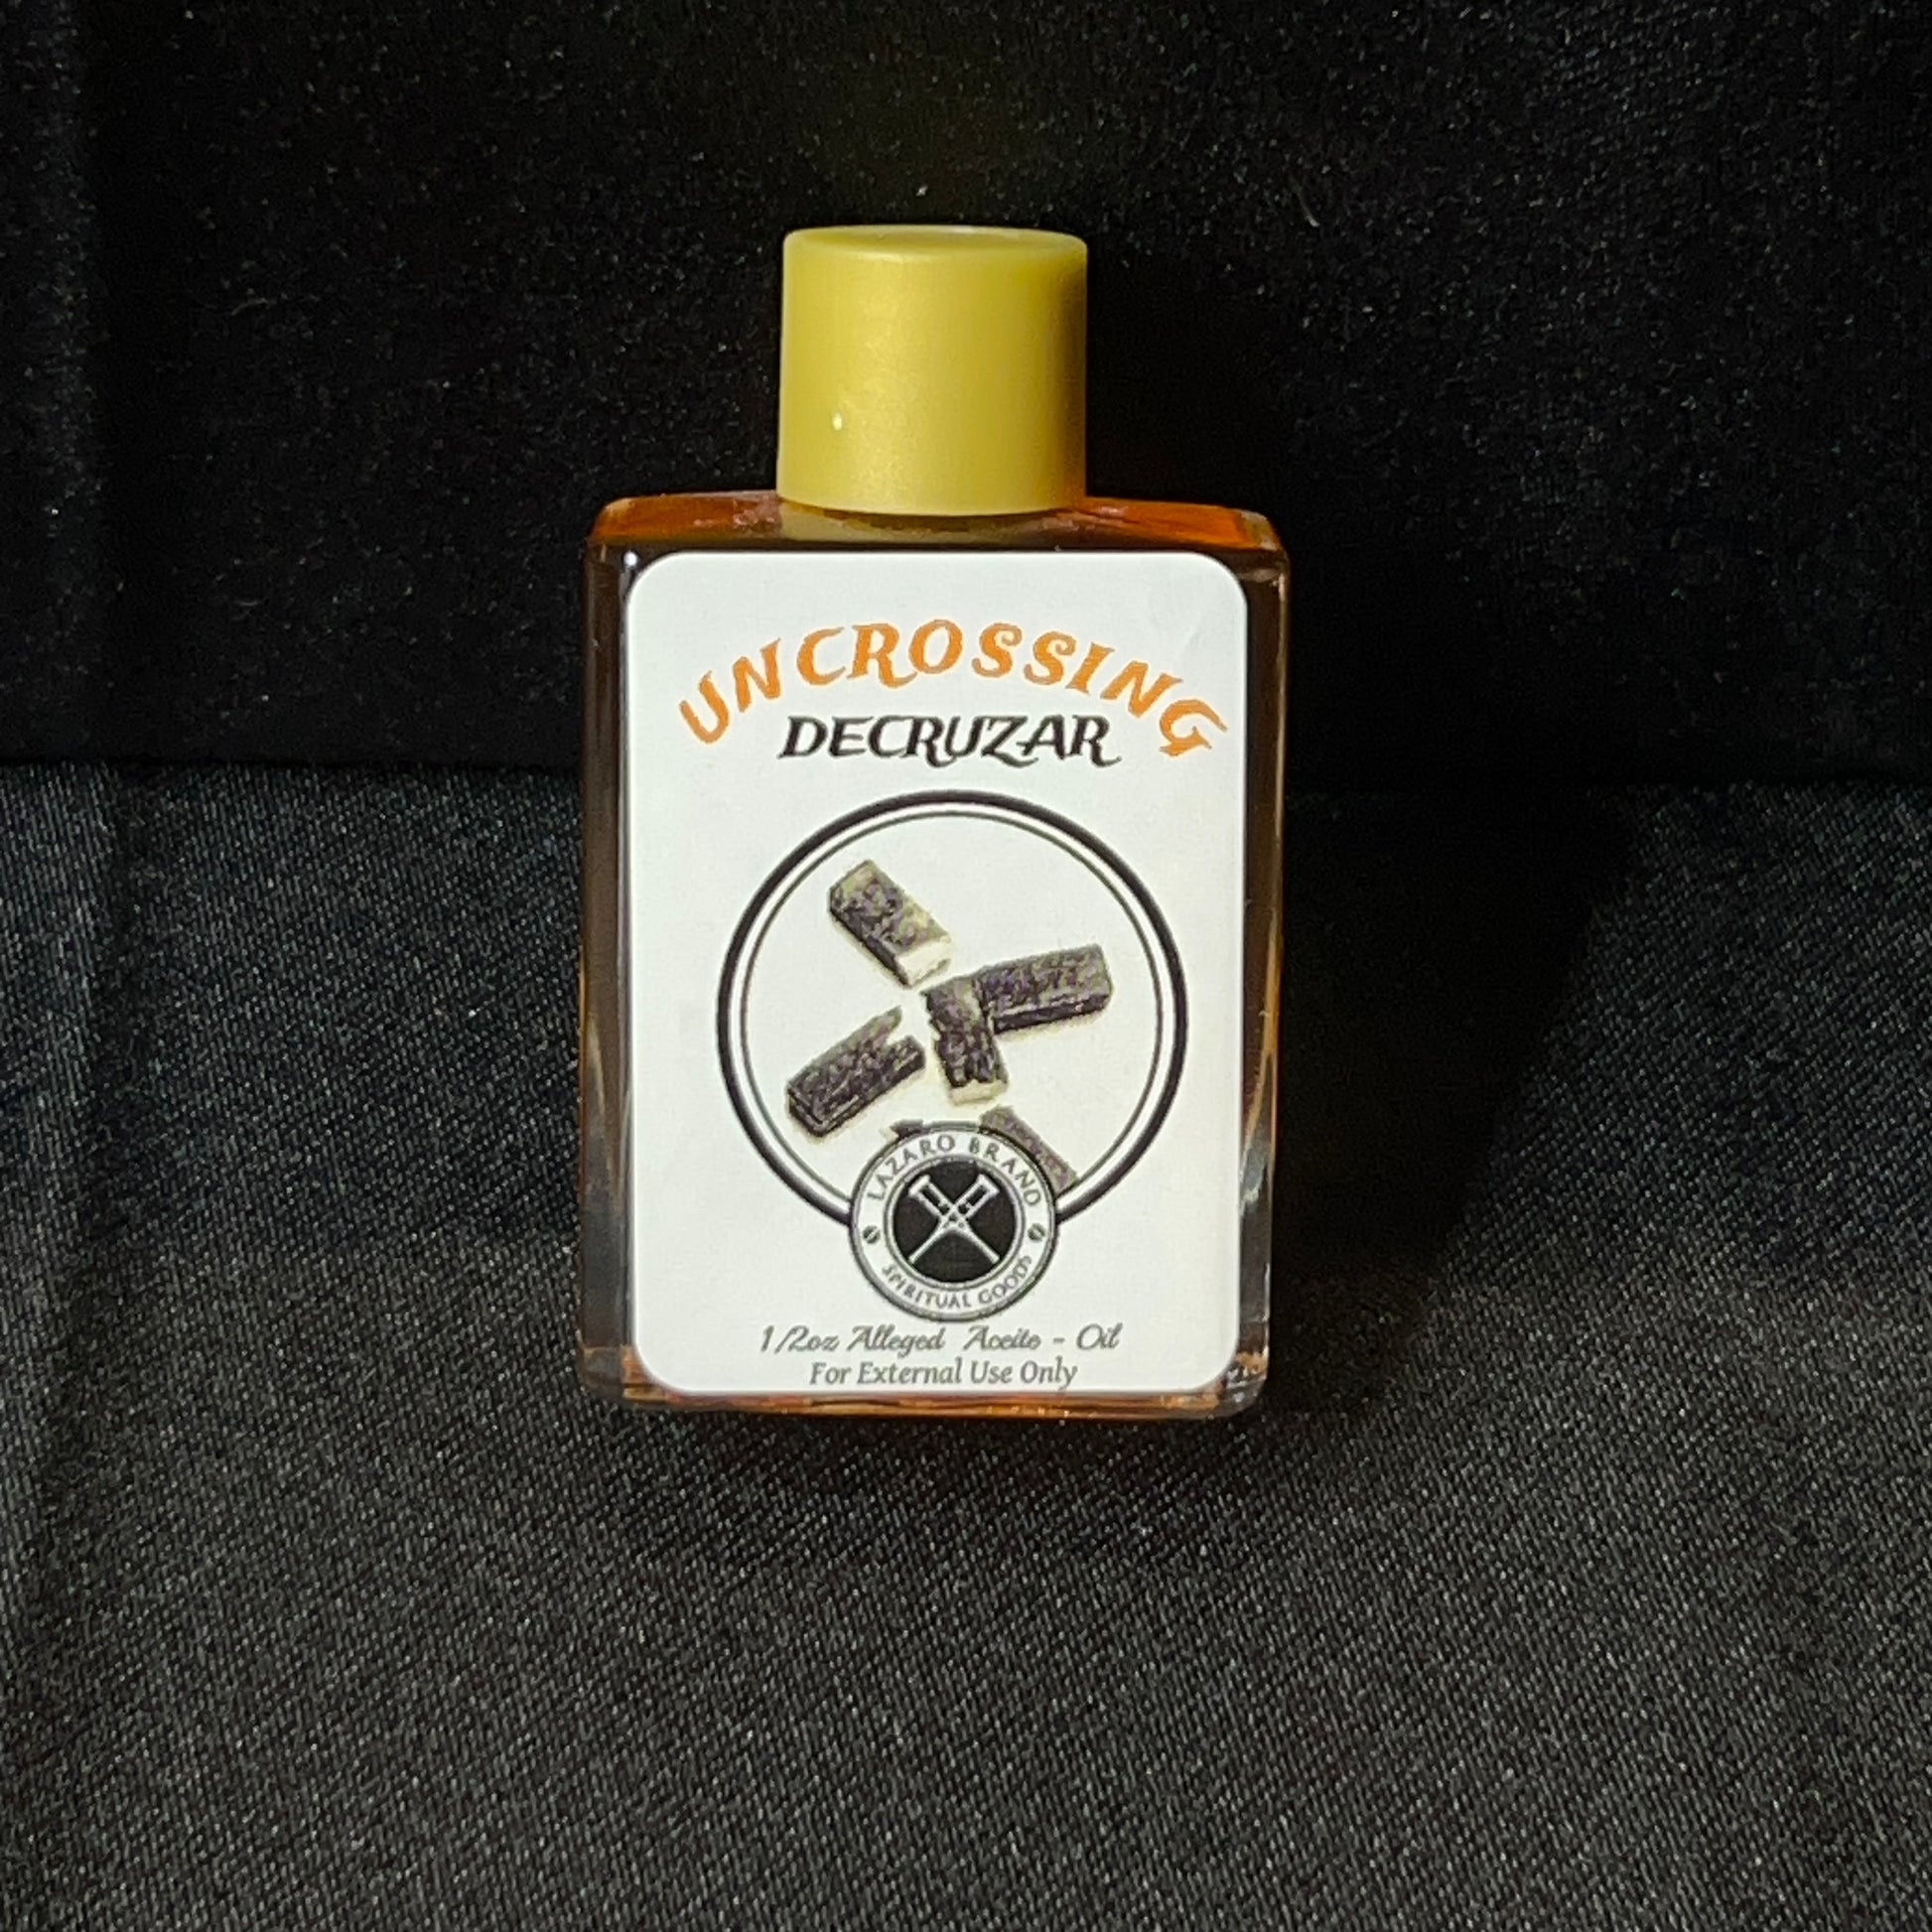 UNCROSSING
DECRUZAR
LAZARO BRAND
SPIRITUAL GOODS
1/2oz Alleged Aceite - Oil
For External Use Only